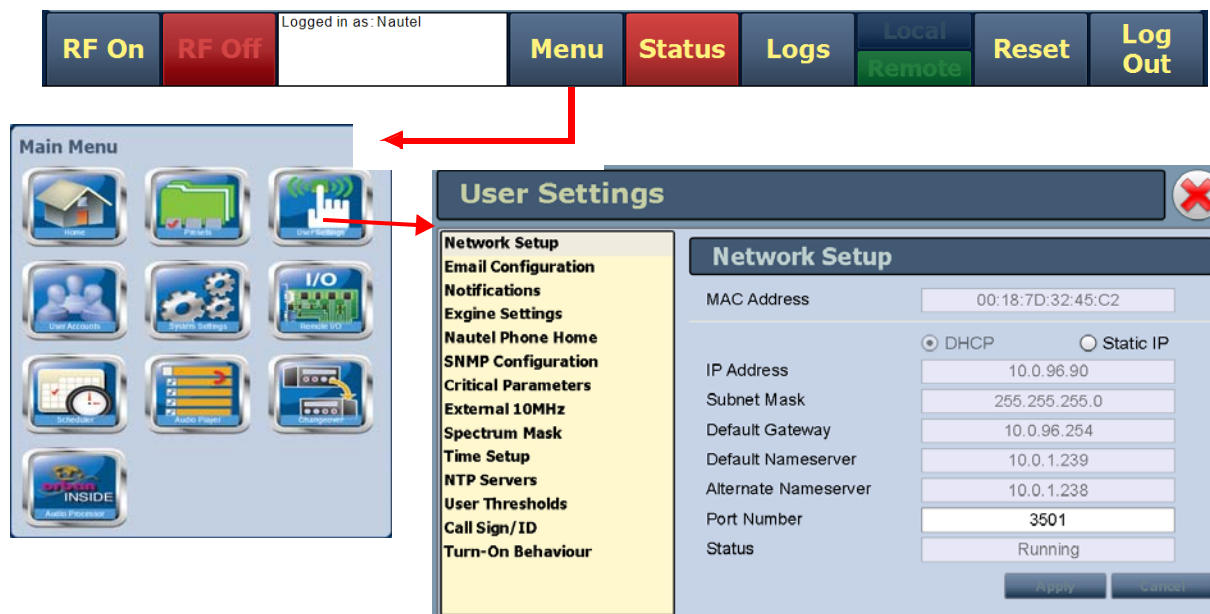 RF On
RF Off
Logged in as: Nautel
Menu
Status
Logs
Local
Remote
Reset
Log
Out
Main Menu
Home
Presets
User Settings
User Accounts
System Settings
I/O
Remote I/O
Scheduler
Audio Player
Changeover
orban
INSIDE
Audio Processor
User Settings
Network Setup
Email Configuration
Notifications
Exgine Settings
Nautel Phone Home
SNMP Configuration
Critical Parameters
External 10MHz
Spectrum Mask
Time Setup
NTP Servers
User Thresholds
Call Sign/ID
Turn-On Behaviour
Network Setup
MAC Address 00:18:7D:32:45:C2
DHCP Static IP
IP Address 10.0.96.90
Subnet Mask 255.255.255.0
Default Gateway 10.0.96.254
Default Nameserver 10.0.1.239
Alternate Nameserver 10.0.1.238
Port Number 3501
Status Running
Apply Cancel